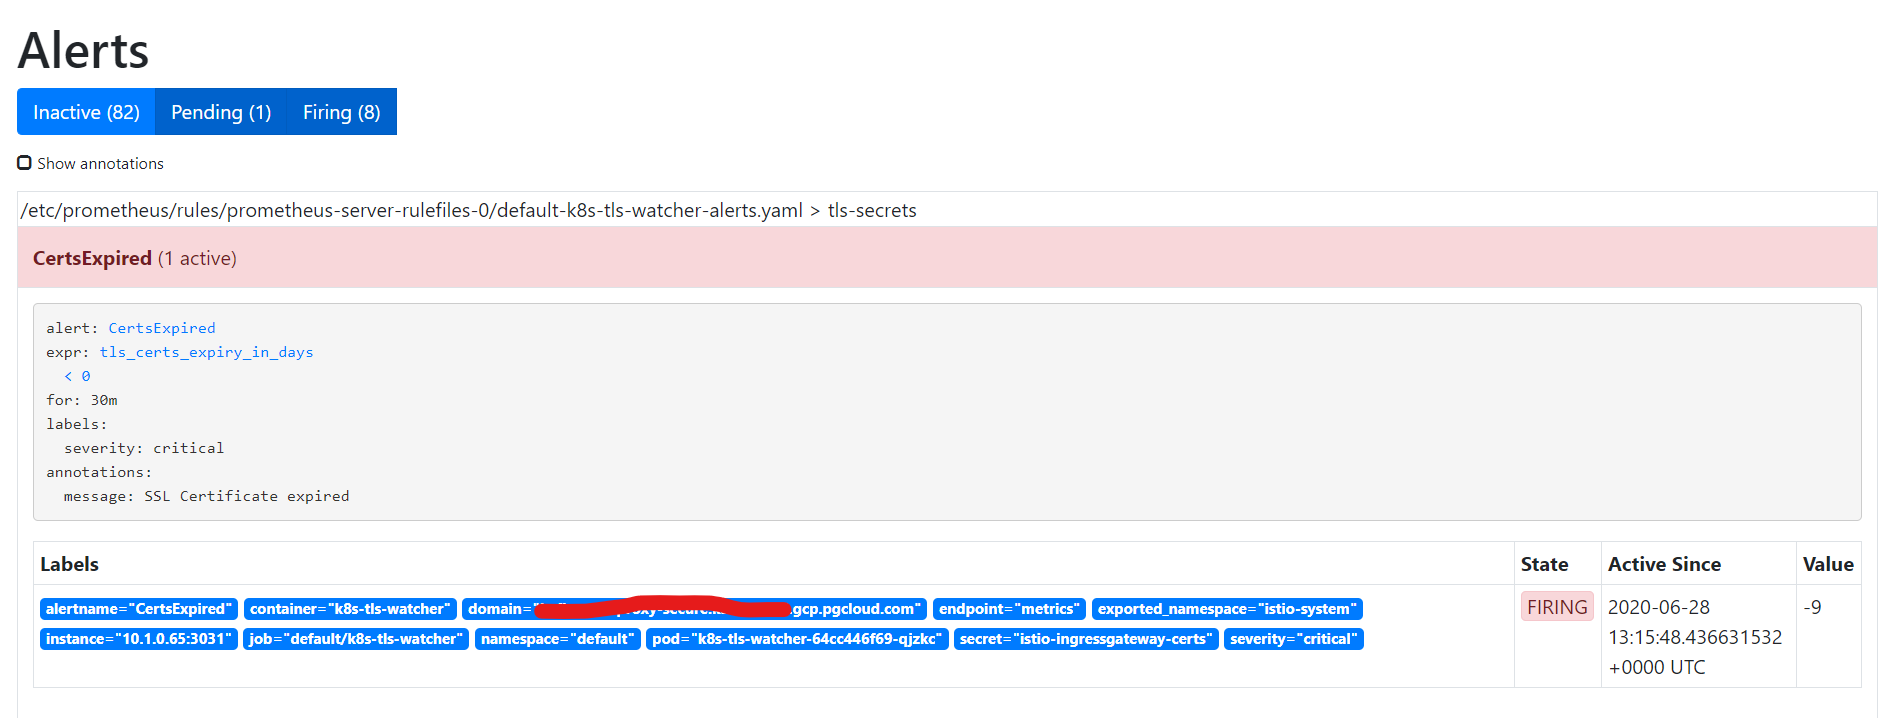 Alerts
Inactive (82) Pending (1) Firing (8)
Show annotations
/etc/prometheus/rules/prometheus-server-rulefiles-0/default-k8s-tls-watcher-alerts.yaml > tls-secrets
CertsExpired (1 active)
alert: CertsExpired
expr: tls_certs_expiry_in_days
< 0
for: 30m
labels:
severity: critical
annotations:
message: SSL Certificate expired
Labels State Active Since Value
alertname="CertsExpired" container="k8s-tls-watcher" domain=" .gcp.pgcloud.com" endpoint="metrics" exported_namespace="istio-system" FIRING 2020-06-28 -9
instance="10.1.0.65:3031" job="default/k8s-tls-watcher" namespace="default" pod="k8s-tls-watcher-64cc446f69-qjzkc" secret="istio-ingressgateway-certs" severity="critical" 13:15:48.436631532
+0000 UTC